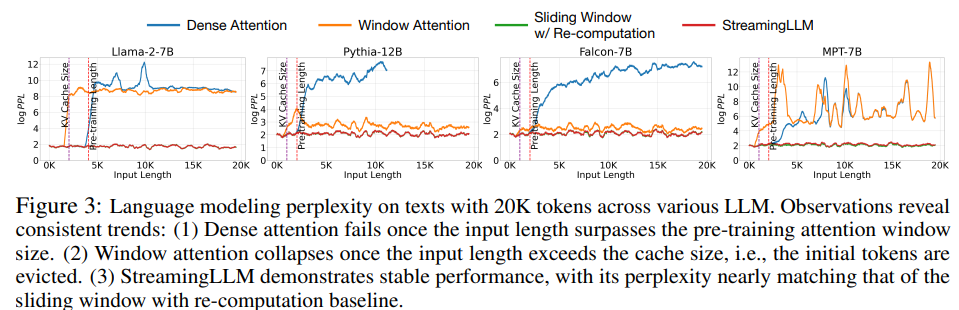 Dense Attention
Window Attention
Sliding Window
w/ Re-computation
StreamingLLM
Llama-2-7B
log PPL
12
10
8
6
4
2
0
KV Cache Size
Pre-training Length
0K 5K 10K 15K 20K
Input Length
Pythia-12B
log PPL
7
6
5
4
3
2
1
0
KV Cache Size
Pre-training Length
0K 5K 10K 15K 20K
Input Length
Falcon-7B
log PPL
6
4
2
0
KV Cache Size
Pre-training Length
0K 5K 10K 15K 20K
Input Length
MPT-7B
log PPL
12
10
8
6
4
2
0
KV Cache Size
Pre-training Length
0K 5K 10K 15K 20K
Input Length
Figure 3: Language modeling perplexity on texts with 20K tokens across various LLM. Observations reveal
consistent trends: (1) Dense attention fails once the input length surpasses the pre-training attention window
size. (2) Window attention collapses once the input length exceeds the cache size, i.e., the initial tokens are
evicted. (3) StreamingLLM demonstrates stable performance, with its perplexity nearly matching that of the
sliding window with re-computation baseline.